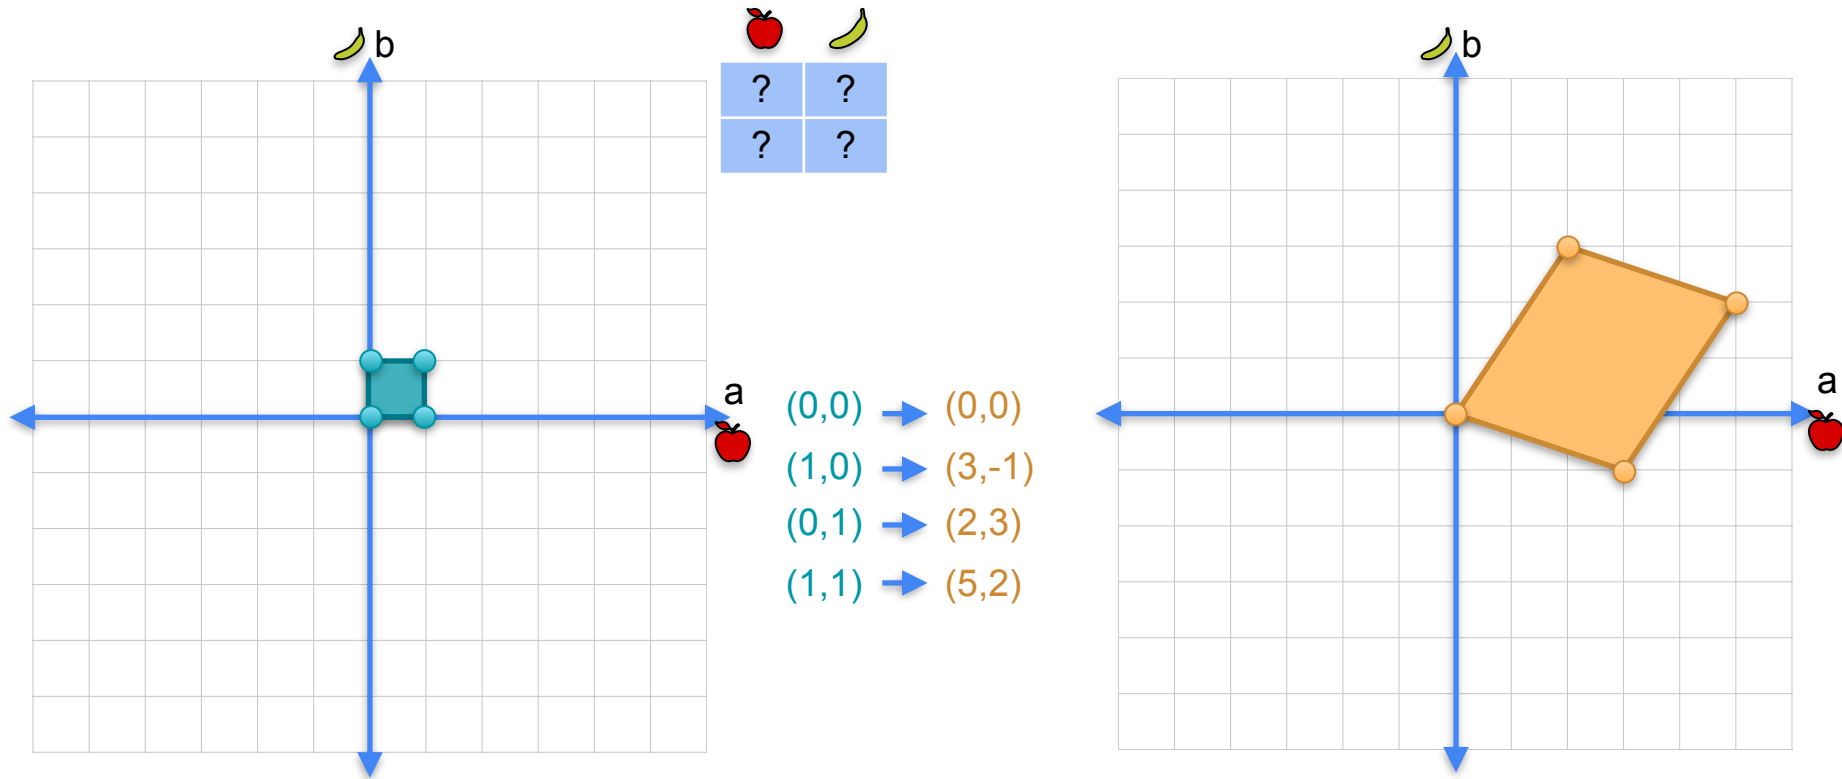 b
? ?
? ?
a
(0,0) (0,0)
(1,0) (3,-1)
(0,1) (2,3)
(1,1) (5,2)
b
a